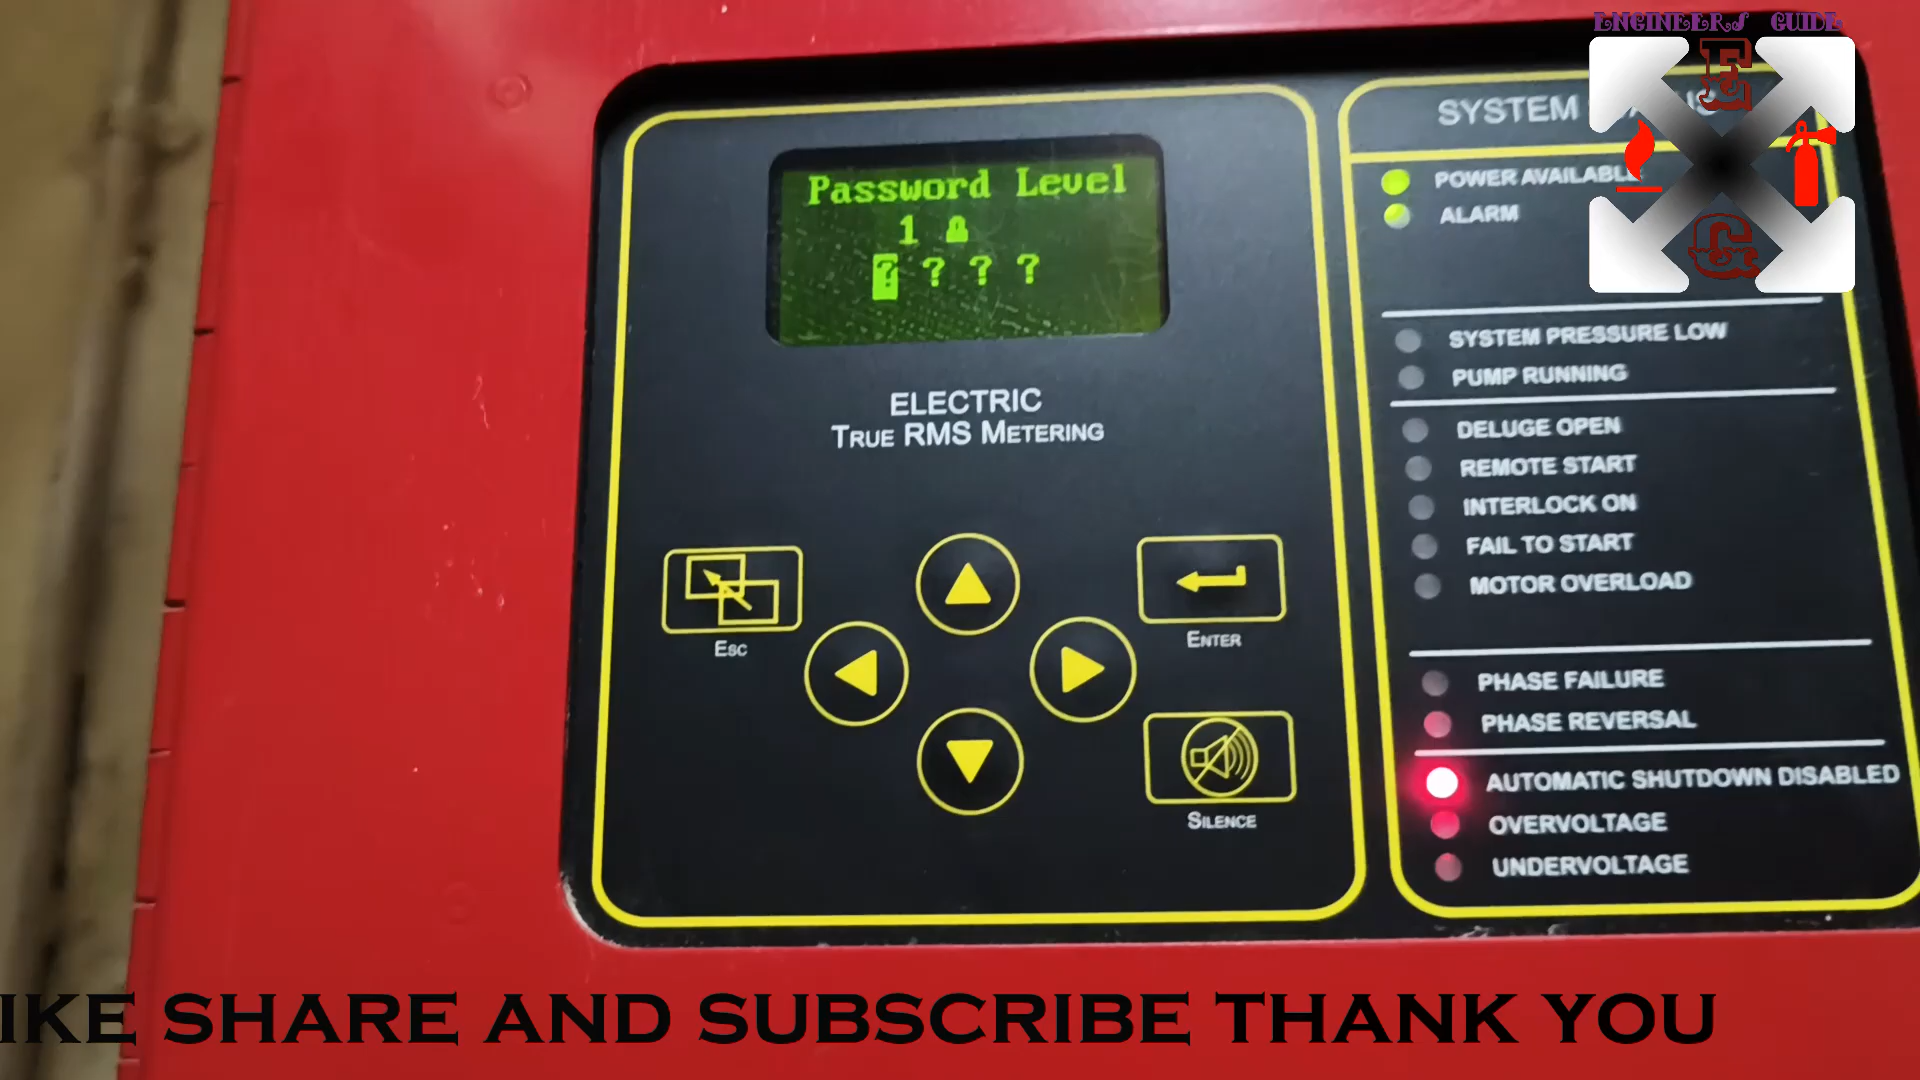 ENGINEERS GUIDE
E
G
Password Level
1
? ? ? ?
ELECTRIC
TRUE RMS METERING
ESC
ENTER
SILENCE
SYSTEM
POWER AVAILABLE
ALARM
SYSTEM PRESSURE LOW
PUMP RUNNING
DELUGE OPEN
REMOTE START
INTERLOCK ON
FAIL TO START
MOTOR OVERLOAD
PHASE FAILURE
PHASE REVERSAL
AUTOMATIC SHUTDOWN DISABLED
OVERVOLTAGE
UNDERVOLTAGE
IKE SHARE AND SUBSCRIBE THANK YOU